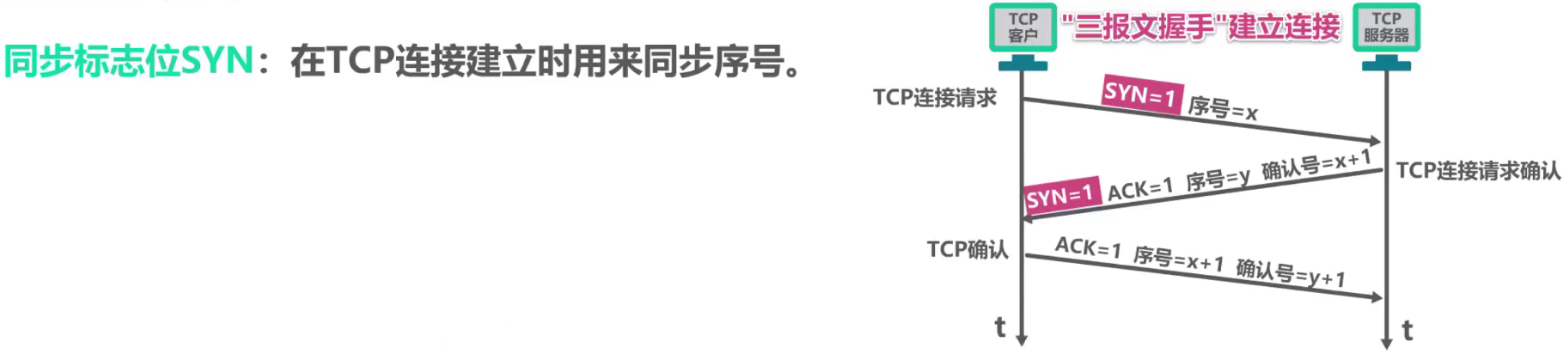 同步标志位SYN：在TCP连接建立时用来同步序号。
TCP
客户
"三报文握手"建立连接
TCP
服务器
TCP连接请求
SYN=1 序号=x
SYN=1 ACK=1 序号=y 确认号=x+1
TCP连接请求确认
TCP确认
ACK=1 序号=x+1 确认号=y+1
t
t